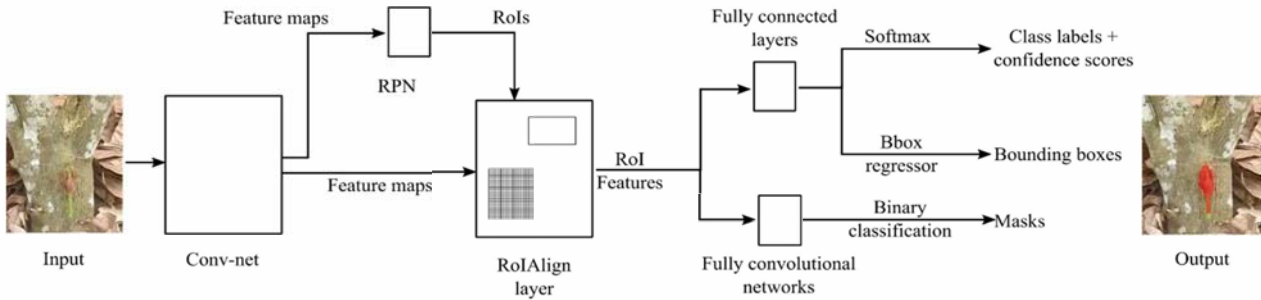 Feature maps
RoIs
RPN
Fully connected
layers
Softmax
Class labels +
confidence scores
Feature maps
RoI
Features
Bbox
regressor
Bounding boxes
Binary
classification
Masks
Input
Conv-net
RoIAlign
layer
Fully convolutional
networks
Output